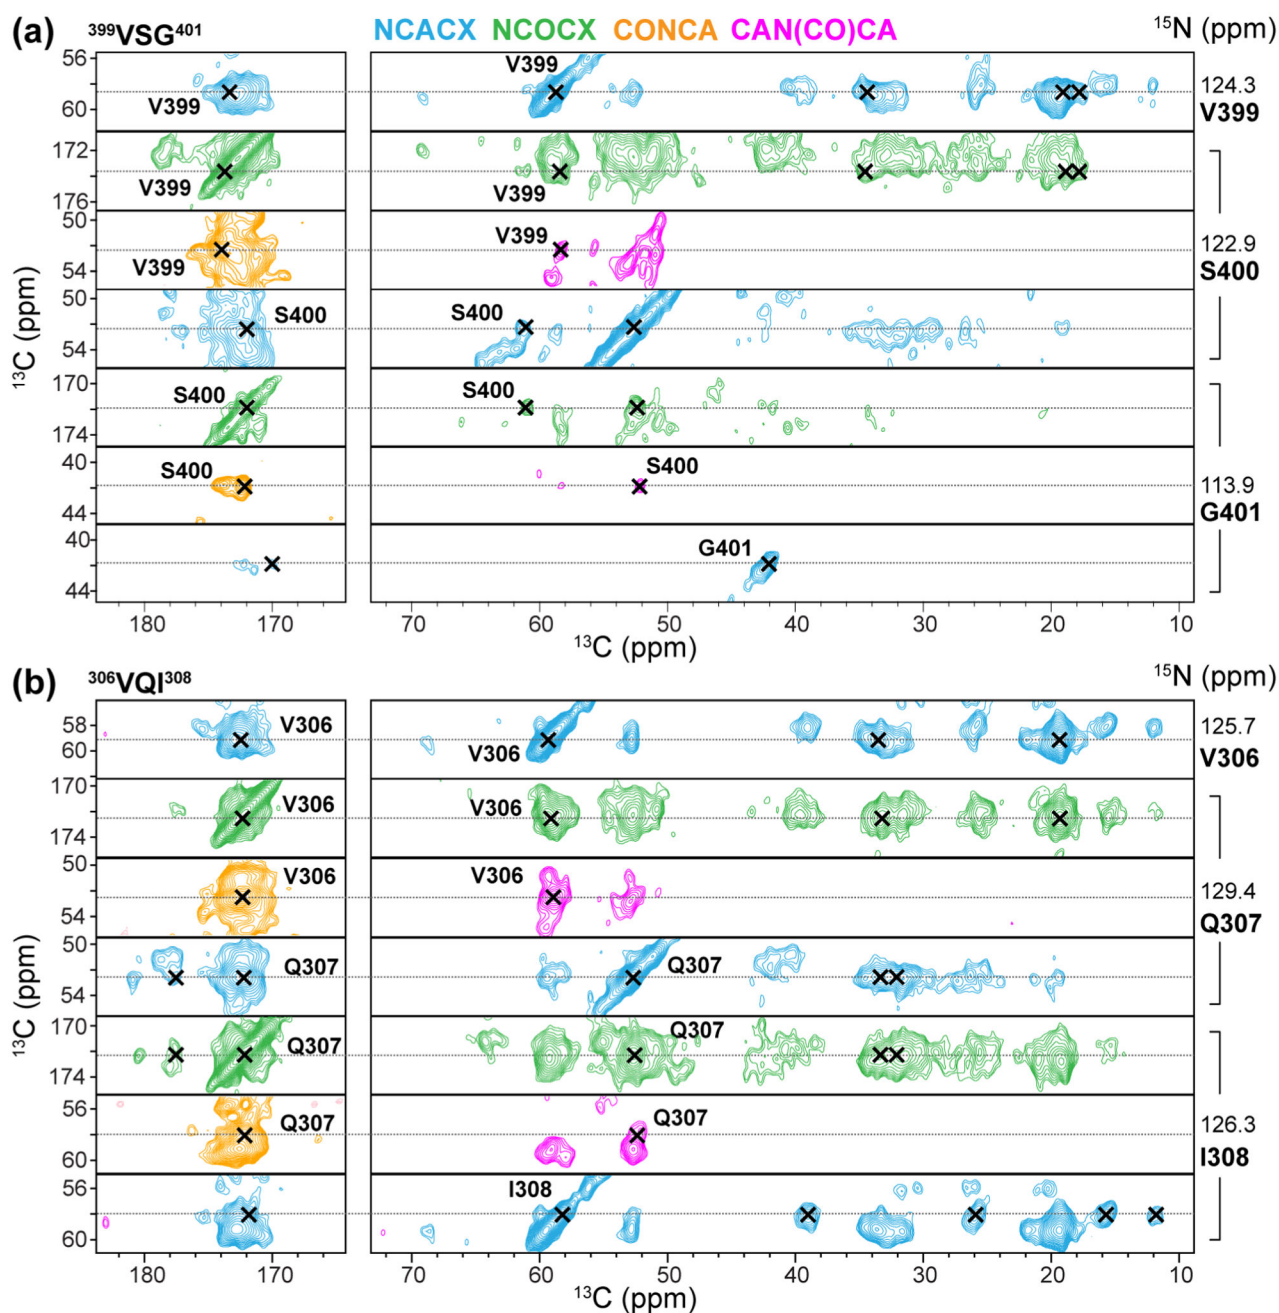 (a) ³⁹⁹VSG⁴⁰¹ NCACX NCOCX CONCA CAN(CO)CA ¹⁵N (ppm)
56
60
V399
V399
124.3
V399
172
176
V399
V399
50
54
V399
V399
122.9
S400
50
54
S400
S400
170
174
S400
S400
40
44
S400
S400
113.9
G401
40
44
G401
¹³C (ppm)
180 170 70 60 50 40 30 20 10
¹³C (ppm)
(b) ³⁰⁶VQI³⁰⁸ ¹⁵N (ppm)
58
60
V306
V306
125.7
V306
170
174
V306
V306
50
54
V306
V306
129.4
Q307
50
54
Q307
Q307
170
174
Q307
Q307
56
60
Q307
Q307
126.3
I308
56
60
I308
¹³C (ppm)
180 170 70 60 50 40 30 20 10
¹³C (ppm)